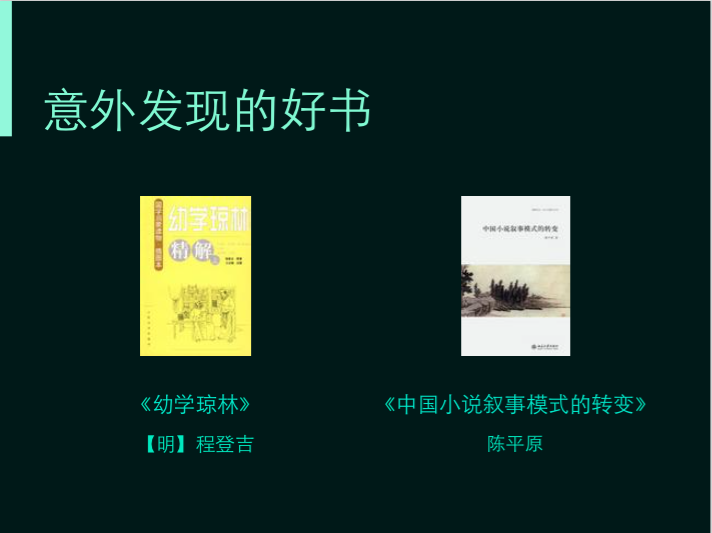 意外发现的好书
幼学琼林
精解
中国小说叙事模式的转变
《幼学琼林》
《中国小说叙事模式的转变》
【明】程登吉
陈平原